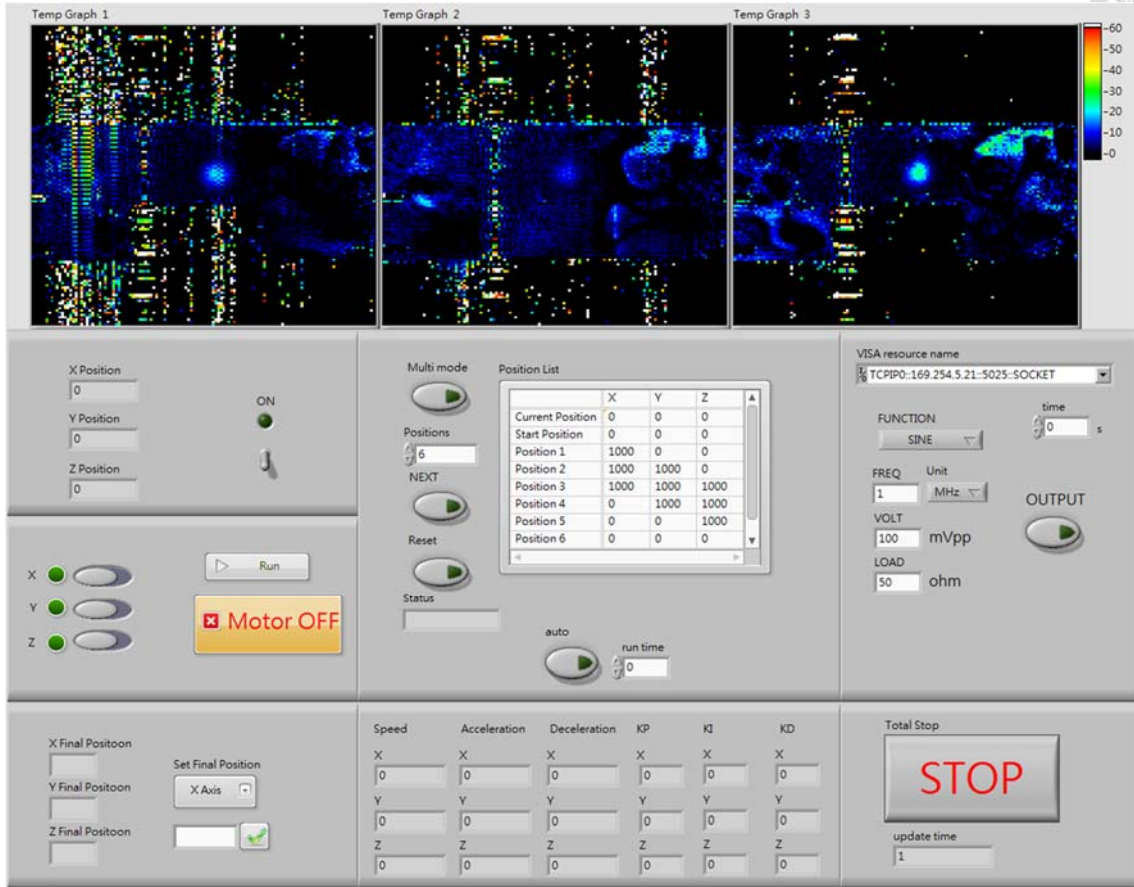 Temp Graph 1
Temp Graph 2
Temp Graph 3
60
50
40
30
20
10
0
X Position
0
Y Position
0
Z Position
0
ON
Multi mode
Positions
6
NEXT
Reset
Status
Position List
X Y Z
Current Position 0 0 0
Start Position 0 0 0
Position 1 1000 0 0
Position 2 1000 1000 0
Position 3 1000 1000 1000
Position 4 0 1000 1000
Position 5 0 0 1000
Position 6 0 0 0
auto
run time
0
VISA resource name
TCPIP0::169.254.5.21::5025::SOCKET
FUNCTION
SINE
time
0 s
FREQ Unit
1 MHz
VOLT
100 mVpp
LOAD
50 ohm
OUTPUT
X
Y
Z
Run
Motor OFF
X Final Positoon
Y Final Positoon
Z Final Positoon
Set Final Position
X Axis
Speed Acceleration Deceleration KP KI KD
X X X X X X
0 0 0 0 0 0
Y Y Y Y Y Y
0 0 0 0 0 0
Z Z Z Z Z Z
0 0 0 0 0 0
Total Stop
STOP
update time
1